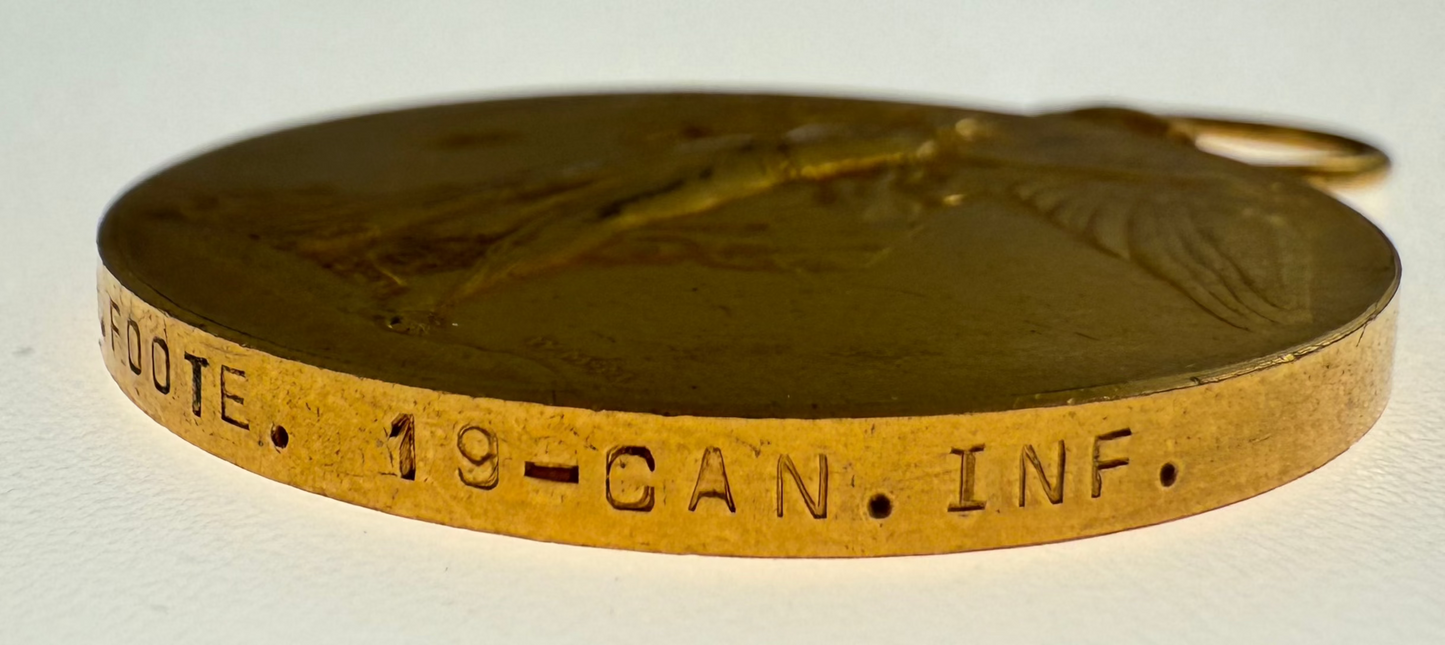 .FOOTE. 19-CAN. INF.